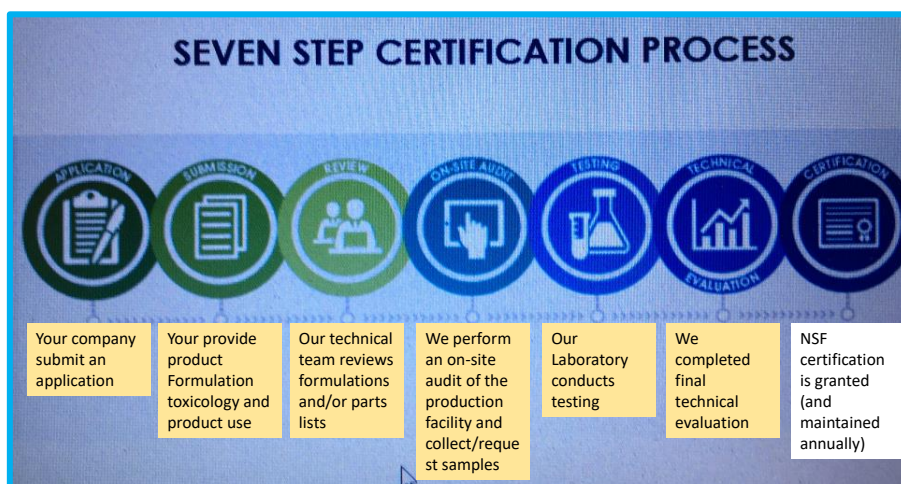 SEVEN STEP CERTIFICATION PROCESS
APPLICATION
SUBMISSION
REVIEW
ON-SITE AUDIT
TESTING
TECHNICAL
EVALUATION
CERTIFICATION
Your company
submit an
application
Your provide
product
Formulation
toxicology and
product use
Our technical
team reviews
formulations
and/or parts
lists
We perform
an on-site
audit of the
production
facility and
collect/reque
st samples
Our
Laboratory
conducts
testing
We
completed
final
technical
evaluation
NSF
certification
is granted
(and
maintained
annually)